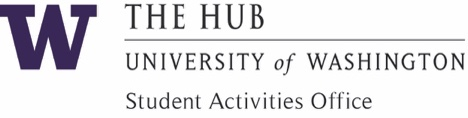 W
THE HUB
UNIVERSITY of WASHINGTON
Student Activities Office